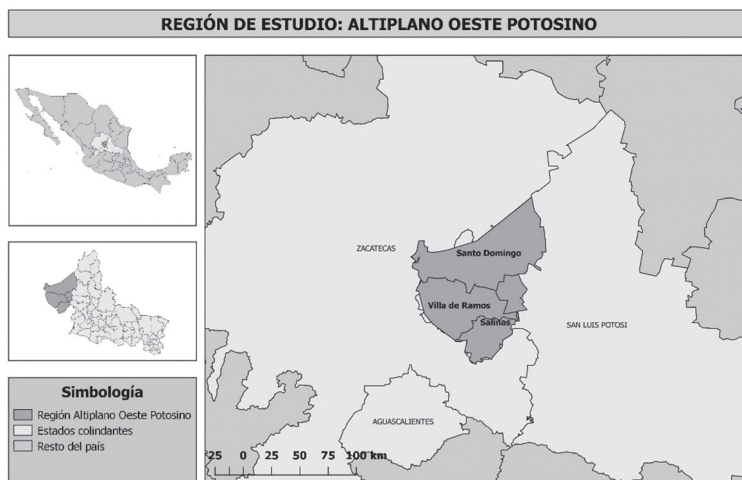 REGIÓN DE ESTUDIO: ALTIPLANO OESTE POTOSINO
ZACATECAS
Santo Domingo
Villa de Ramos
Salinas
SAN LUIS POTOSI
AGUASCALIENTES
Simbología
Región Altiplano Oeste Potosino
Estados colindantes
Resto del país
25 0 25 50 75 100 km